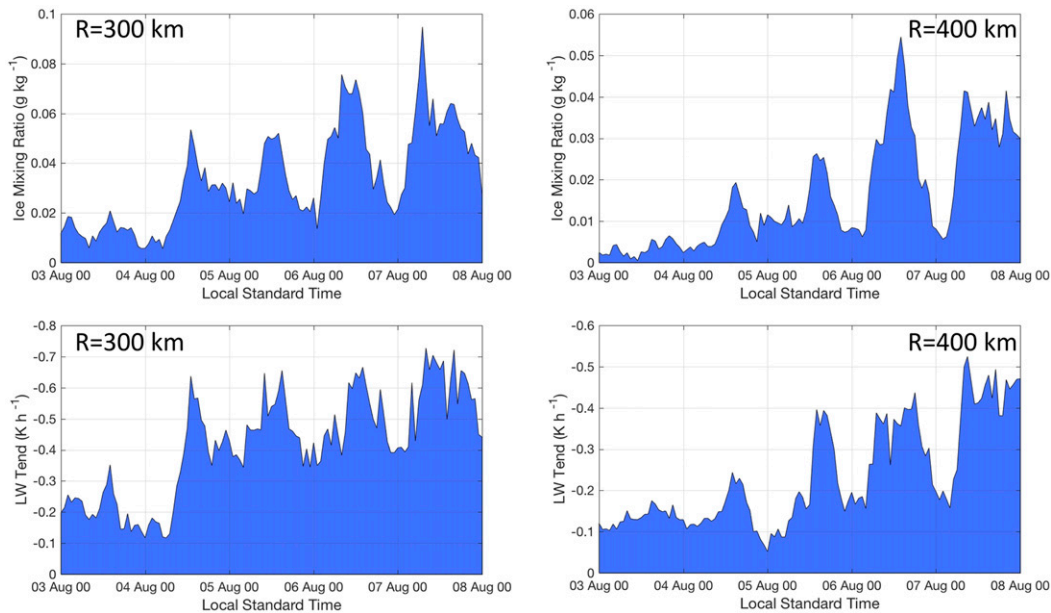 R=300 km
Ice Mixing Ratio (g kg -1)
0.1
0.08
0.06
0.04
0.02
0
03 Aug 00 04 Aug 00 05 Aug 00 06 Aug 00 07 Aug 00 08 Aug 00
Local Standard Time
R=400 km
Ice Mixing Ratio (g kg -1)
0.06
0.05
0.04
0.03
0.02
0.01
0
03 Aug 00 04 Aug 00 05 Aug 00 06 Aug 00 07 Aug 00 08 Aug 00
Local Standard Time
R=300 km
LW Tend (K h -1)
-0.8
-0.7
-0.6
-0.5
-0.4
-0.3
-0.2
-0.1
0
03 Aug 00 04 Aug 00 05 Aug 00 06 Aug 00 07 Aug 00 08 Aug 00
Local Standard Time
R=400 km
LW Tend (K h -1)
-0.6
-0.5
-0.4
-0.3
-0.2
-0.1
0
03 Aug 00 04 Aug 00 05 Aug 00 06 Aug 00 07 Aug 00 08 Aug 00
Local Standard Time